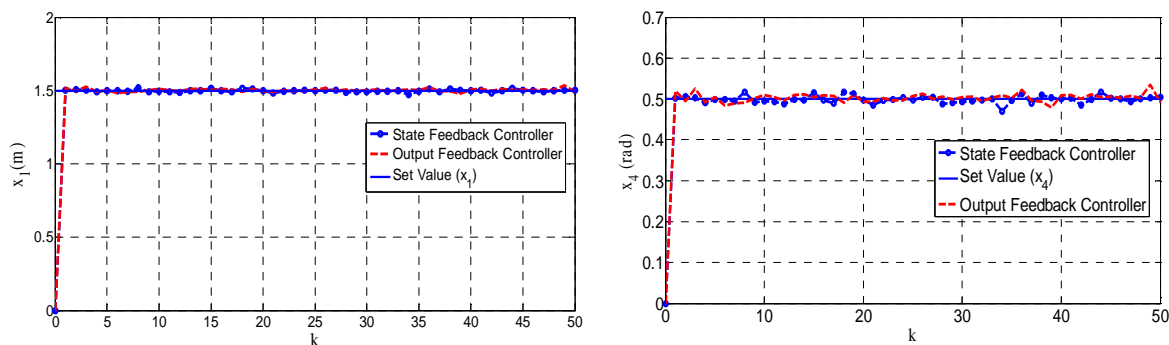 2
1.5
1
0.5
0
x1(m)
State Feedback Controller
Output Feedback Controller
Set Value (x1)
0 5 10 15 20 25 30 35 40 45 50
k
0.7
0.6
0.5
0.4
0.3
0.2
0.1
0
x4 (rad)
State Feedback Controller
Set Value (x4)
Output Feedback Controller
0 10 20 30 40 50
k